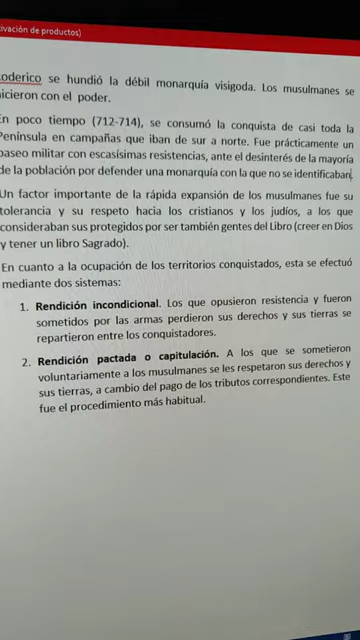 ivación de productos)
oderico se hundió la débil monarquía visigoda. Los musulmanes se
icieron con el poder.
En poco tiempo (712-714), se consumó la conquista de casi toda la
Península en campañas que iban de sur a norte. Fue prácticamente un
paseo militar con escasísimas resistencias, ante el desinterés de la mayoría
de la población por defender una monarquía con la que no se identificaban.
Un factor importante de la rápida expansión de los musulmanes fue su
tolerancia y su respeto hacia los cristianos y los judíos, a los que
consideraban sus protegidos por ser también gentes del Libro (creer en Dios
y tener un libro Sagrado).
En cuanto a la ocupación de los territorios conquistados, esta se efectuó
mediante dos sistemas:
1. Rendición incondicional. Los que opusieron resistencia y fueron
sometidos por las armas perdieron sus derechos y sus tierras se
repartieron entre los conquistadores.
2. Rendición pactada o capitulación. A los que se sometieron
voluntariamente a los musulmanes se les respetaron sus derechos y
sus tierras, a cambio del pago de los tributos correspondientes. Este
fue el procedimiento más habitual.